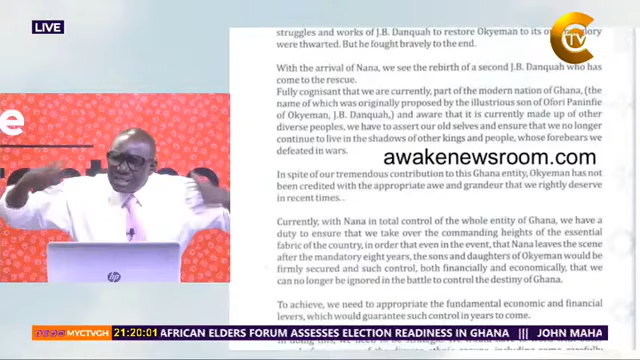 LIVE
struggles and works of J.B. Danquah to restore Okyeman to its
were thwarted. But he fought bravely to the end.
C
TV
With the arrival of Nana, we see the rebirth of a second J.B. Danquah who has
come to the rescue.
Fully cognisant that we are currently, part of the modern nation of Ghana, (the
name of which was originally proposed by the illustrious son of Ofori Paninfie
of Okyeman, J.B. Danquah,) and aware that it is currently made up of other
diverse peoples, we have to assert our old selves and ensure that we no longer
continue to live in the shadows of other kings and people, whose forebears we
defeated in wars.
awakenewsroom.com
In spite of our tremendous contribution to this Ghana entity, Okyeman has not
been credited with the appropriate awe and grandeur that we rightly deserve
in recent times..
Currently, with Nana in total control of the whole entity of Ghana, we have a
duty to ensure that we take over the commanding heights of the essential
fabric of the country, in order that even in the event, that Nana leaves the scene
after the mandatory eight years, the sons and daughters of Okyeman would be
firmly secured and such control, both financially and economically, that we
can no longer be ignored in the battle to control the destiny of Ghana.
To achieve, we need to appropriate the fundamental economic and financial
levers, which would guarantee such control in years to come.
hp
MYCTVGH 21:20:01 AFRICAN ELDERS FORUM ASSESSES ELECTION READINESS IN GHANA ||| JOHN MAHA